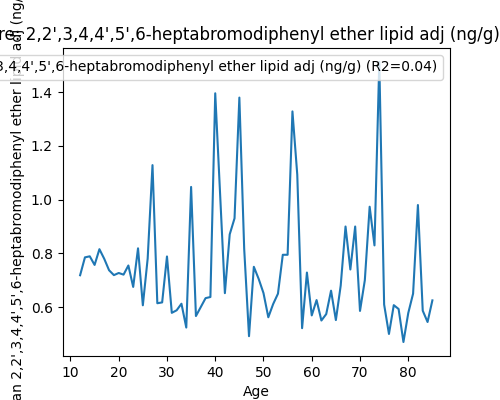 2,2',3,4,4',5',6-heptabromodiphenyl ether lipid adj (ng/g)
3,4,4',5',6-heptabromodiphenyl ether lipid adj (ng/g) (R2=0.04)
an 2,2',3,4,4',5',6-heptabromodiphenyl ether lipid adj (ng/
1.4
1.2
1.0
0.8
0.6
10 20 30 40 50 60 70 80
Age